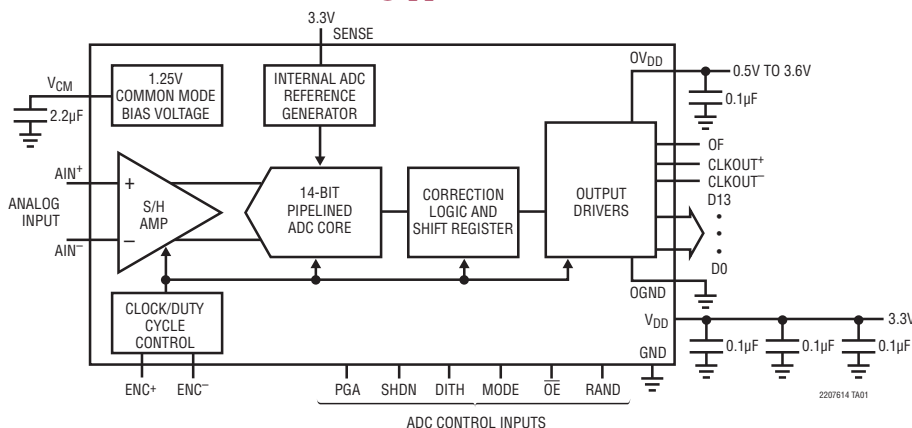 3.3V
SENSE
OVDD
0.5V TO 3.6V
VCM
1.25V
COMMON MODE
BIAS VOLTAGE
INTERNAL ADC
REFERENCE
GENERATOR
2.2µF
0.1µF
OF
CLKOUT+
CLKOUT−
AIN+
ANALOG
INPUT
AIN−
+
−
S/H
AMP
14-BIT
PIPELINED
ADC CORE
CORRECTION
LOGIC AND
SHIFT REGISTER
OUTPUT
DRIVERS
D13
•
•
•
D0
OGND
CLOCK/DUTY
CYCLE
CONTROL
VDD
3.3V
GND
0.1µF
0.1µF
0.1µF
ENC+
ENC−
PGA
SHDN
DITH
MODE
OE
RAND
ADC CONTROL INPUTS
2207614 TA01